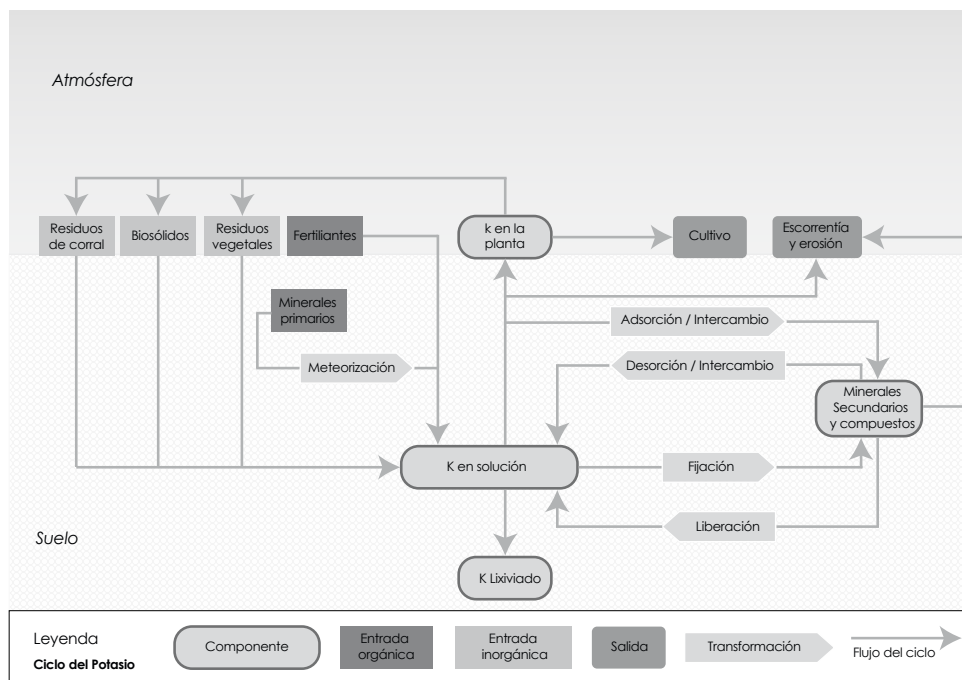 Atmósfera
Residuos
de corral
Biosólidos
Residuos
vegetales
Fertiliantes
k en la
planta
Cultivo
Escorrentía
y erosión
Minerales
primarios
Adsorción / Intercambio
Meteorización
Desorción / Intercambio
Minerales
Secundarios
y compuestos
K en solución
Fijación
Liberación
Suelo
K Lixiviado
Leyenda
Ciclo del Potasio
Componente
Entrada
orgánica
Entrada
inorgánica
Salida
Transformación
Flujo del ciclo